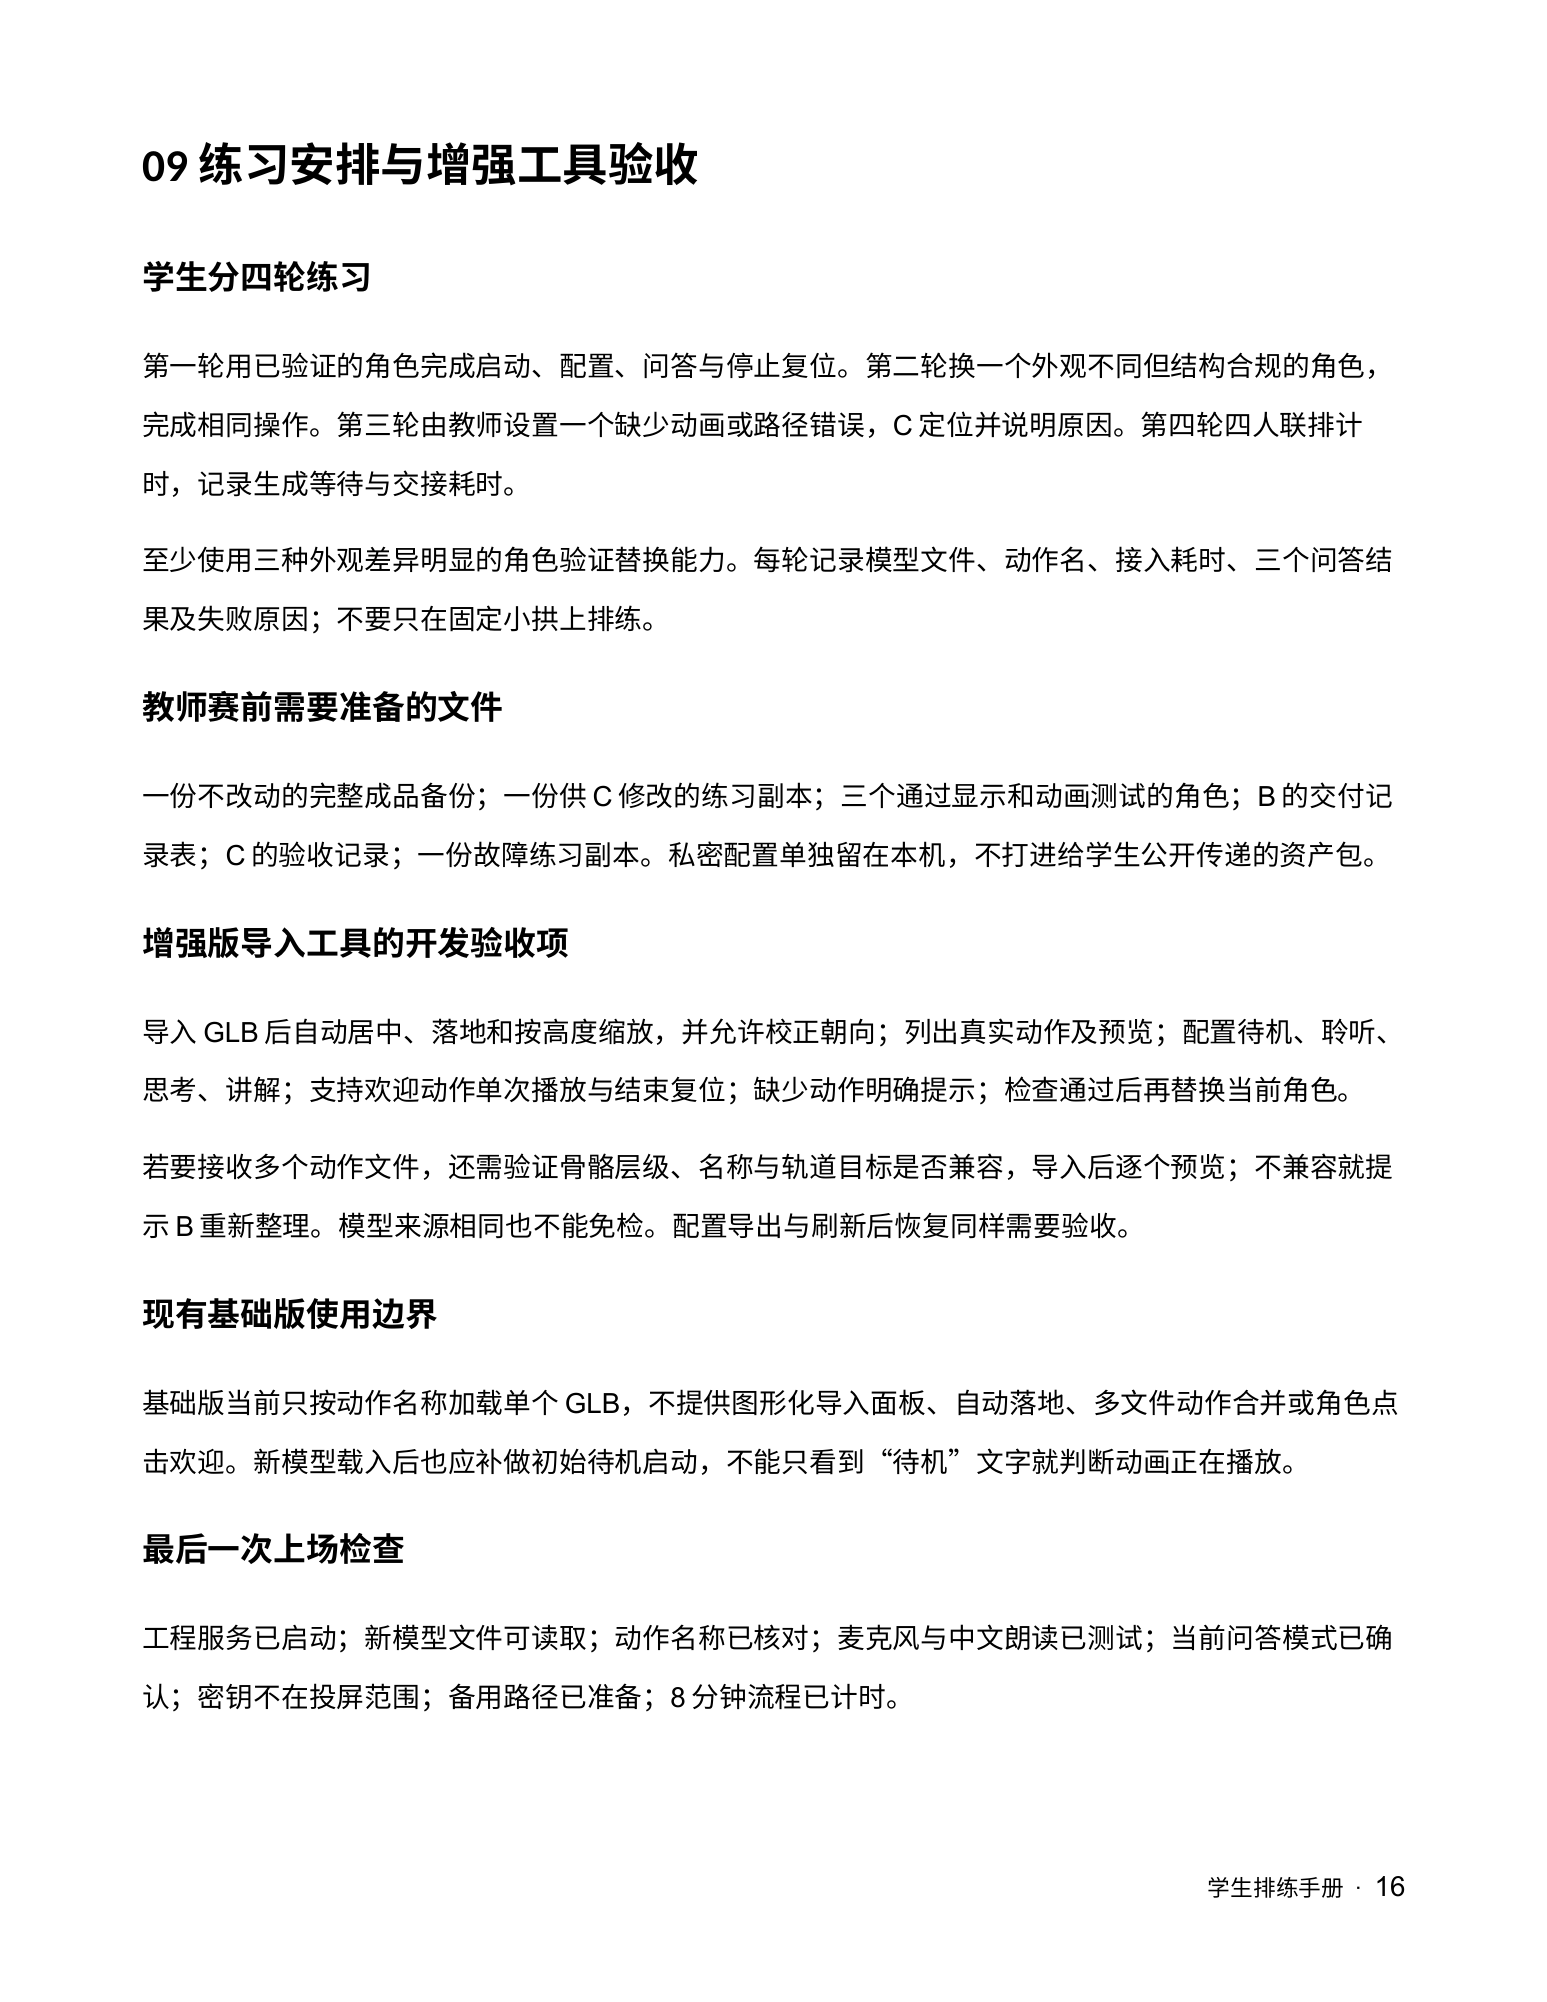 09 练习安排与增强工具验收
学生分四轮练习
第一轮用已验证的角色完成启动、配置、问答与停止复位。第二轮换一个外观不同但结构合规的角色，
完成相同操作。第三轮由教师设置一个缺少动画或路径错误，C 定位并说明原因。第四轮四人联排计
时，记录生成等待与交接耗时。
至少使用三种外观差异明显的角色验证替换能力。每轮记录模型文件、动作名、接入耗时、三个问答结
果及失败原因；不要只在固定小拱上排练。
教师赛前需要准备的文件
一份不改动的完整成品备份；一份供 C 修改的练习副本；三个通过显示和动画测试的角色；B 的交付记
录表；C 的验收记录；一份故障练习副本。私密配置单独留在本机，不打进给学生公开传递的资产包。
增强版导入工具的开发验收项
导入 GLB 后自动居中、落地和按高度缩放，并允许校正朝向；列出真实动作及预览；配置待机、聆听、
思考、讲解；支持欢迎动作单次播放与结束复位；缺少动作明确提示；检查通过后再替换当前角色。
若要接收多个动作文件，还需验证骨骼层级、名称与轨道目标是否兼容，导入后逐个预览；不兼容就提
示 B 重新整理。模型来源相同也不能免检。配置导出与刷新后恢复同样需要验收。
现有基础版使用边界
基础版当前只按动作名称加载单个 GLB，不提供图形化导入面板、自动落地、多文件动作合并或角色点
击欢迎。新模型载入后也应补做初始待机启动，不能只看到“待机”文字就判断动画正在播放。
最后一次上场检查
工程服务已启动；新模型文件可读取；动作名称已核对；麦克风与中文朗读已测试；当前问答模式已确
认；密钥不在投屏范围；备用路径已准备；8 分钟流程已计时。
学生排练手册 · 16